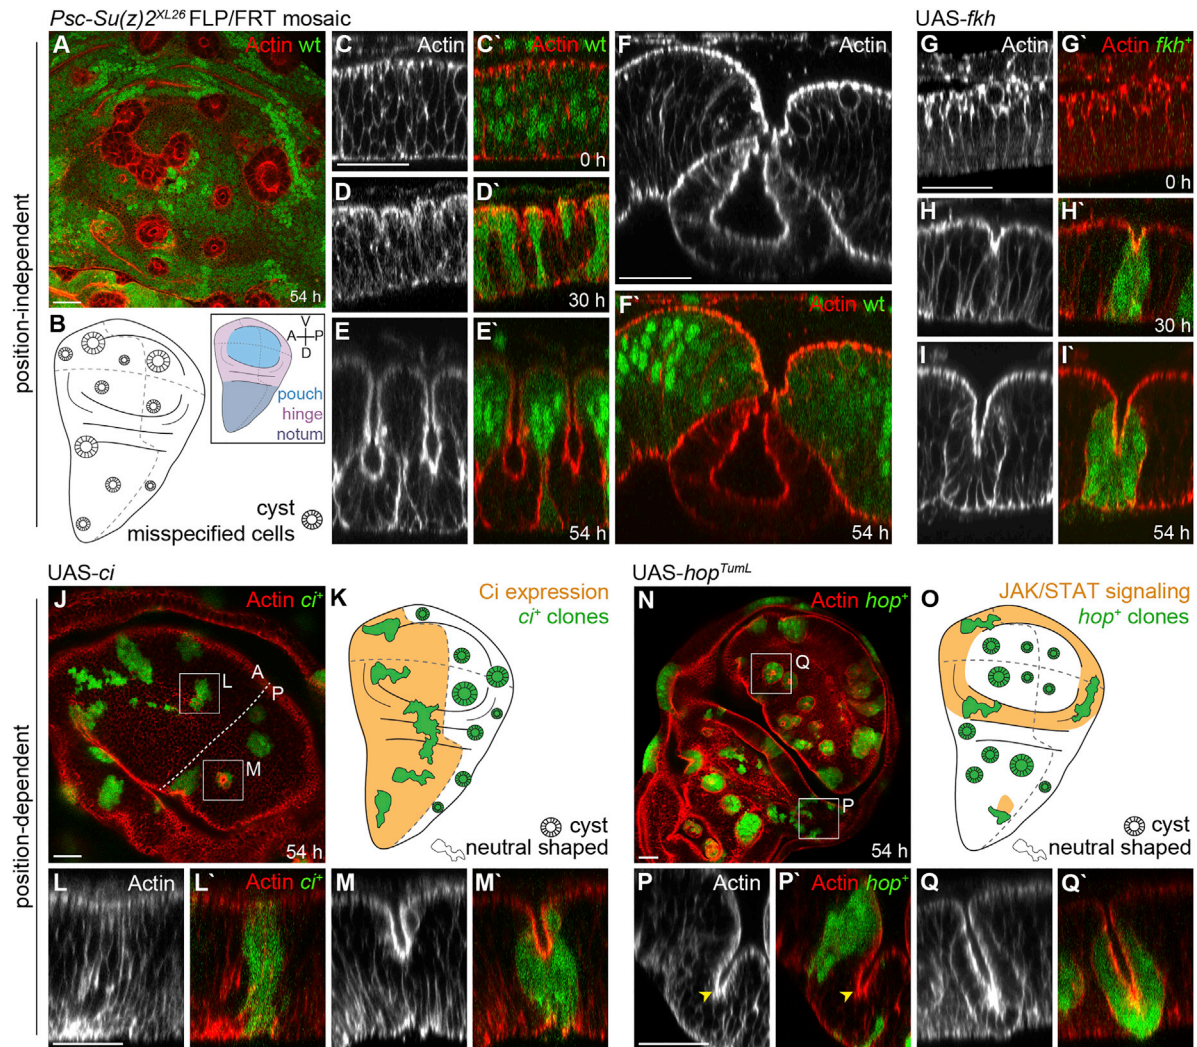 Psc-Su(z)2XL26 FLP/FRT mosaic
UAS-fkh
position-independent
A Actin wt
54 h
B
V
A P
D
pouch
hinge
notum
cyst
misspecified cells
C Actin
C` Actin wt
0 h
D
D`
30 h
E
E`
54 h
F Actin
F` Actin wt
54 h
G Actin
G` Actin fkh+
0 h
H
H`
30 h
I
I`
54 h
position-dependent
UAS-ci
J Actin ci+
L
A
P
M
54 h
K Ci expression
ci+ clones
cyst
neutral shaped
L Actin
L` Actin ci+
M
M`
UAS-hopTumL
N Actin hop+
Q
P
54 h
O JAK/STAT signaling
hop+ clones
cyst
neutral shaped
P Actin
P` Actin hop+
Q
Q`